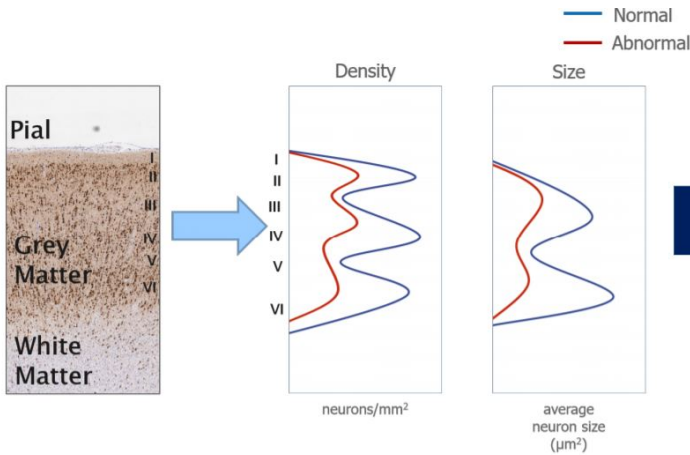 Normal
Abnormal
Density
Size
Pial
I
II
III
IV
V
VI
Grey
Matter
White
Matter
I
II
III
IV
V
VI
neurons/mm²
average
neuron size
(µm²)